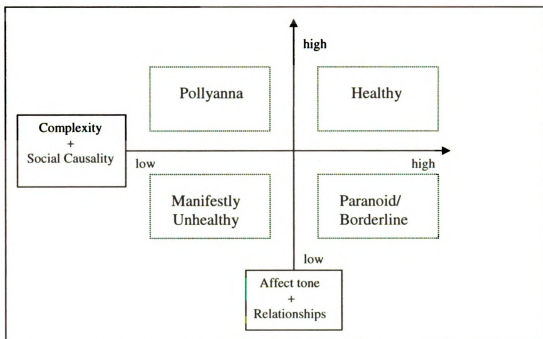 high
Pollyanna
Healthy
Complexity
+
Social Causality
low
high
Manifestly
Unhealthy
Paranoid/
Borderline
low
Affect tone
+
Relationships